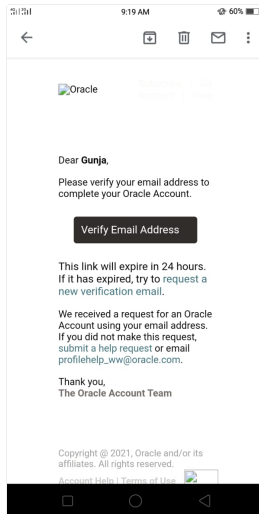 9:19 AM
60%
Oracle
Dear Gunja,
Please verify your email address to
complete your Oracle Account.
Verify Email Address
This link will expire in 24 hours.
If it has expired, try to request a
new verification email.
We received a request for an Oracle
Account using your email address.
If you did not make this request,
submit a help request or email
profilehelp_ww@oracle.com.
Thank you,
The Oracle Account Team
Copyright @ 2021, Oracle and/or its
affiliates. All rights reserved.
Account Help | Terms of Use